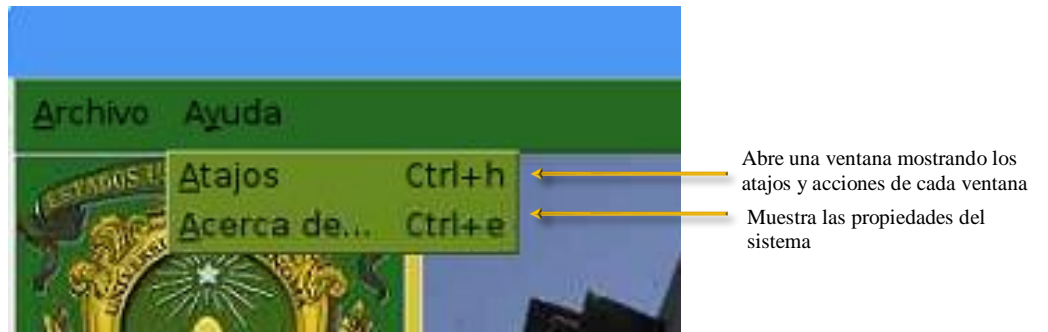 Archivo Ayuda
Atajos Ctrl+h
Acerca de... Ctrl+e
Abre una ventana mostrando los
atajos y acciones de cada ventana
Muestra las propiedades del
sistema